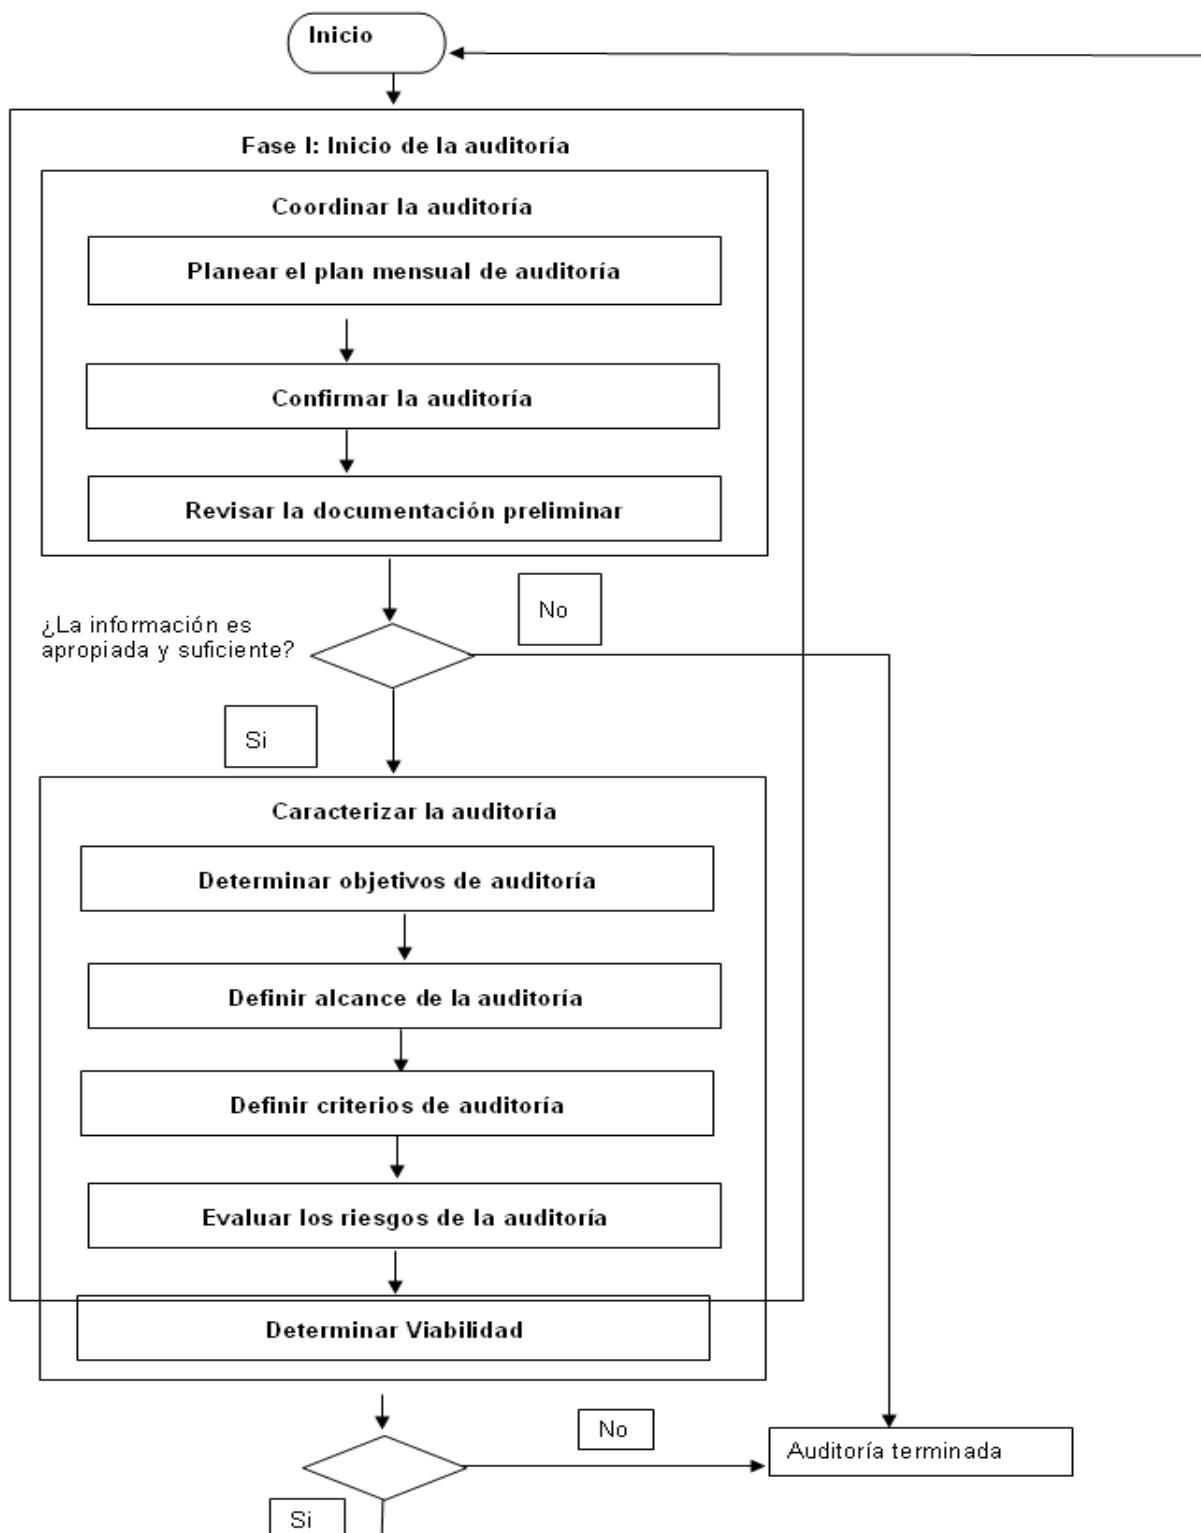 Inicio
Fase I: Inicio de la auditoría
Coordinar la auditoría
Planear el plan mensual de auditoría
Confirmar la auditoría
Revisar la documentación preliminar
No
¿La información es
apropiada y suficiente?
Si
Caracterizar la auditoría
Determinar objetivos de auditoría
Definir alcance de la auditoría
Definir criterios de auditoría
Evaluar los riesgos de la auditoría
Determinar Viabilidad
No
Auditoría terminada
Si